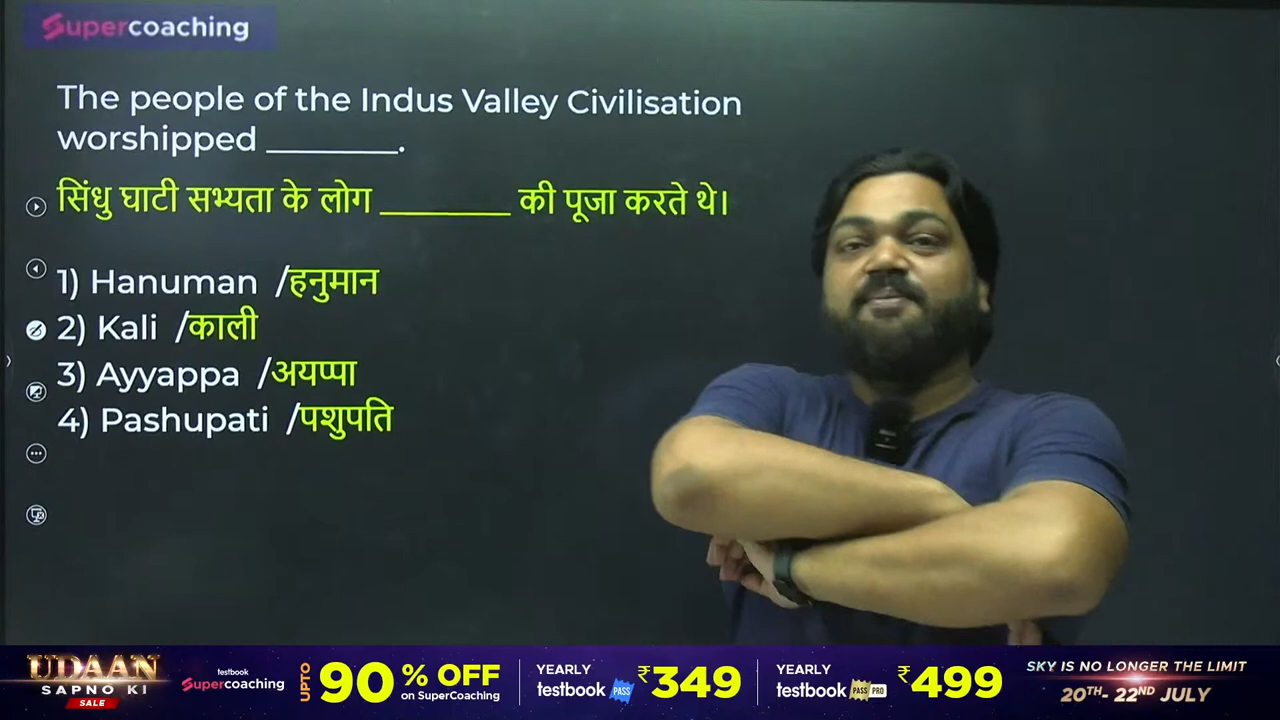 Supercoaching
The people of the Indus Valley Civilisation
worshipped ________.
सिंधु घाटी सभ्यता के लोग ________ की पूजा करते थे।
1) Hanuman /हनुमान
2) Kali /काली
3) Ayyappa /अयप्पा
4) Pashupati /पशुपति
UDAAN
SAPNO KI
SALE
testbook
Supercoaching
UPTO 90% OFF
on SuperCoaching
YEARLY
testbook PASS ₹349
YEARLY
testbook PASS PRO ₹499
SKY IS NO LONGER THE LIMIT
20TH- 22ND JULY